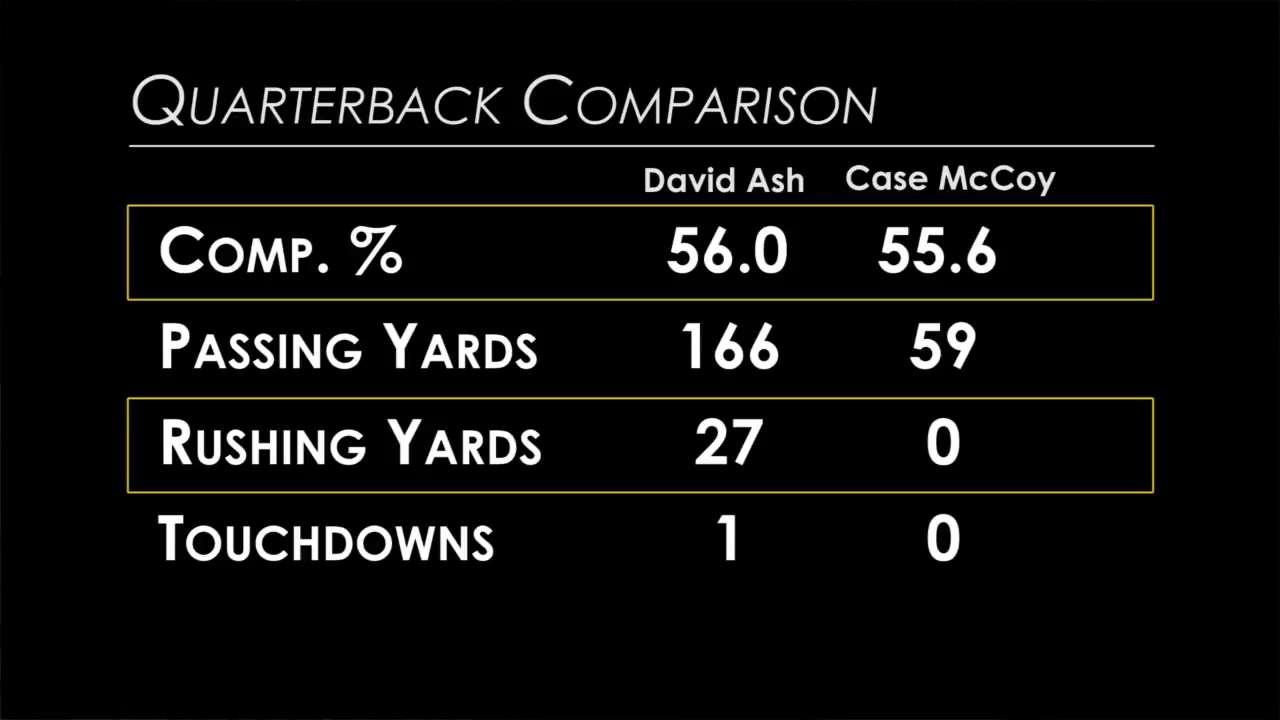 Quarterback Comparison
David Ash Case McCoy
Comp. % 56.0 55.6
Passing Yards 166 59
Rushing Yards 27 0
Touchdowns 1 0